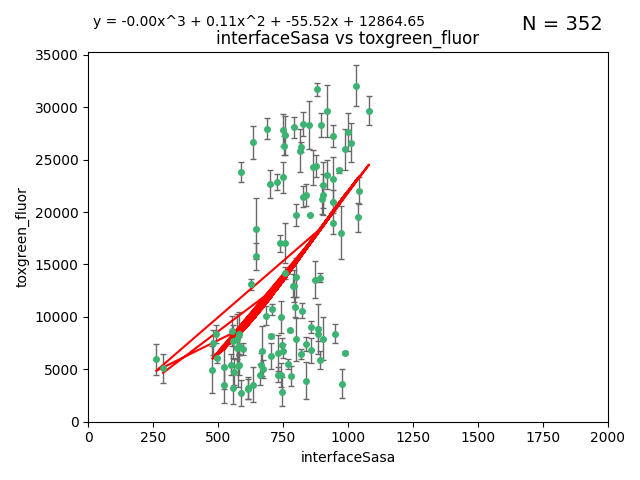 y = -0.00x^3 + 0.11x^2 + -55.52x + 12864.65
N = 352
interfaceSasa vs toxgreen_fluor
35000
30000
25000
20000
15000
10000
5000
0
toxgreen_fluor
0 250 500 750 1000 1250 1500 1750 2000
interfaceSasa